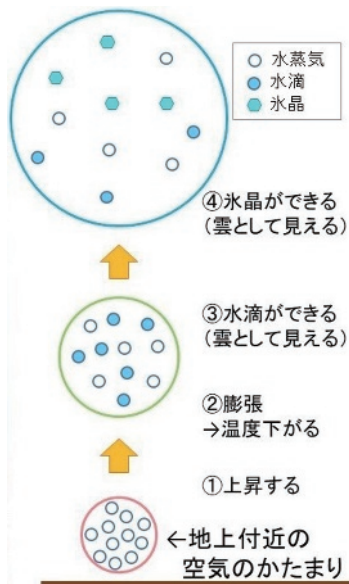 水蒸気
水滴
氷晶
④氷晶ができる
(雲として見える)
③水滴ができる
(雲として見える)
②膨張
→温度下がる
①上昇する
←地上付近の
空気のかたまり